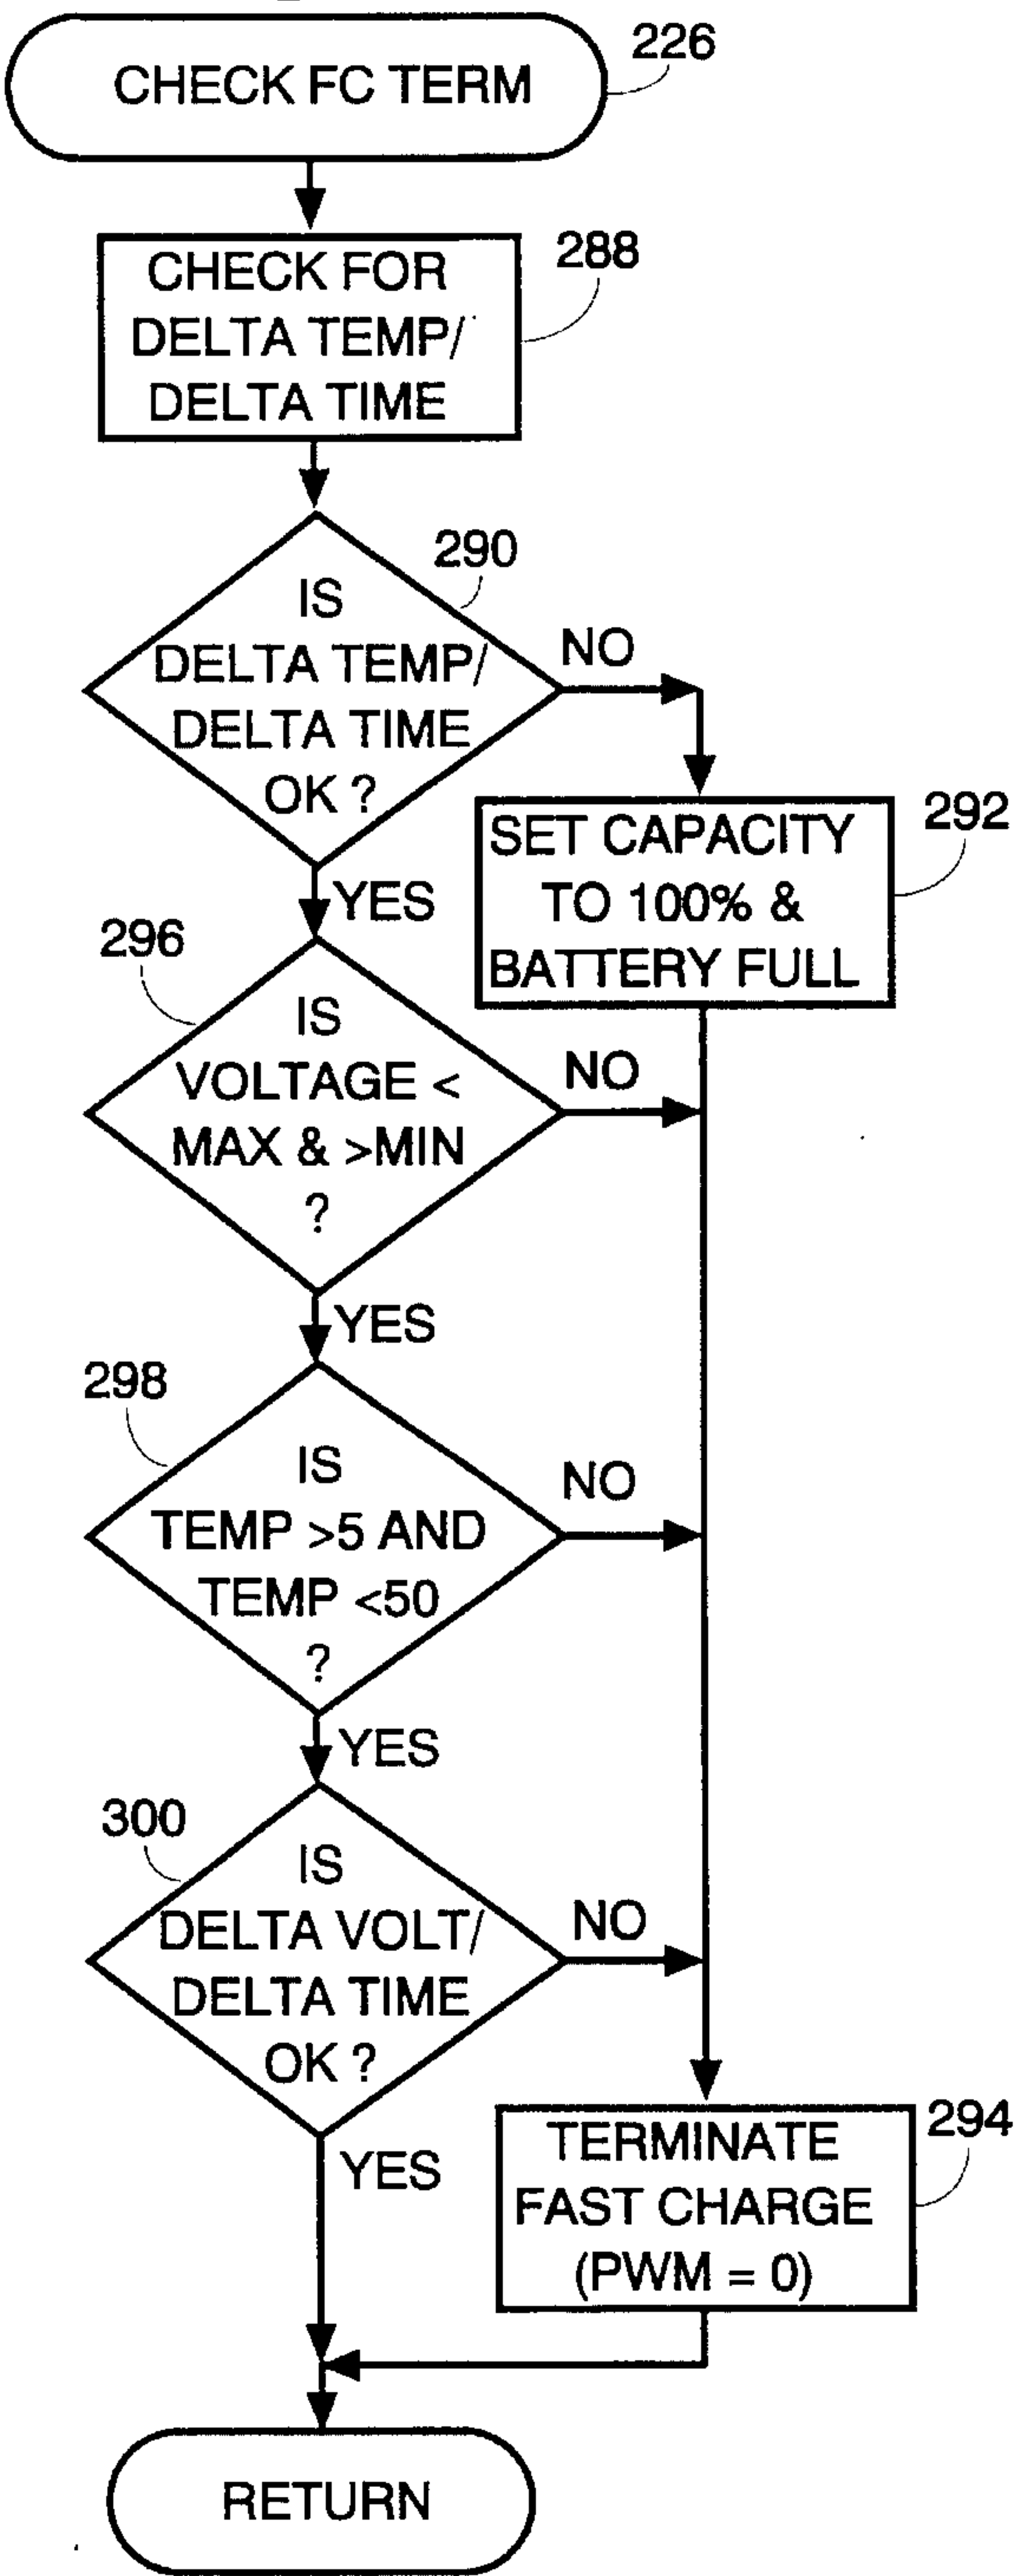 CHECK FC TERM
226
CHECK FOR
DELTA TEMP/
DELTA TIME
288
290
IS
DELTA TEMP/
DELTA TIME
OK ?
NO
YES
SET CAPACITY
TO 100% &
BATTERY FULL
292
296
IS
VOLTAGE <
MAX & >MIN
?
NO
YES
298
IS
TEMP >5 AND
TEMP <50
?
NO
YES
300
IS
DELTA VOLT/
DELTA TIME
OK ?
NO
YES
TERMINATE
FAST CHARGE
(PWM = 0)
294
RETURN